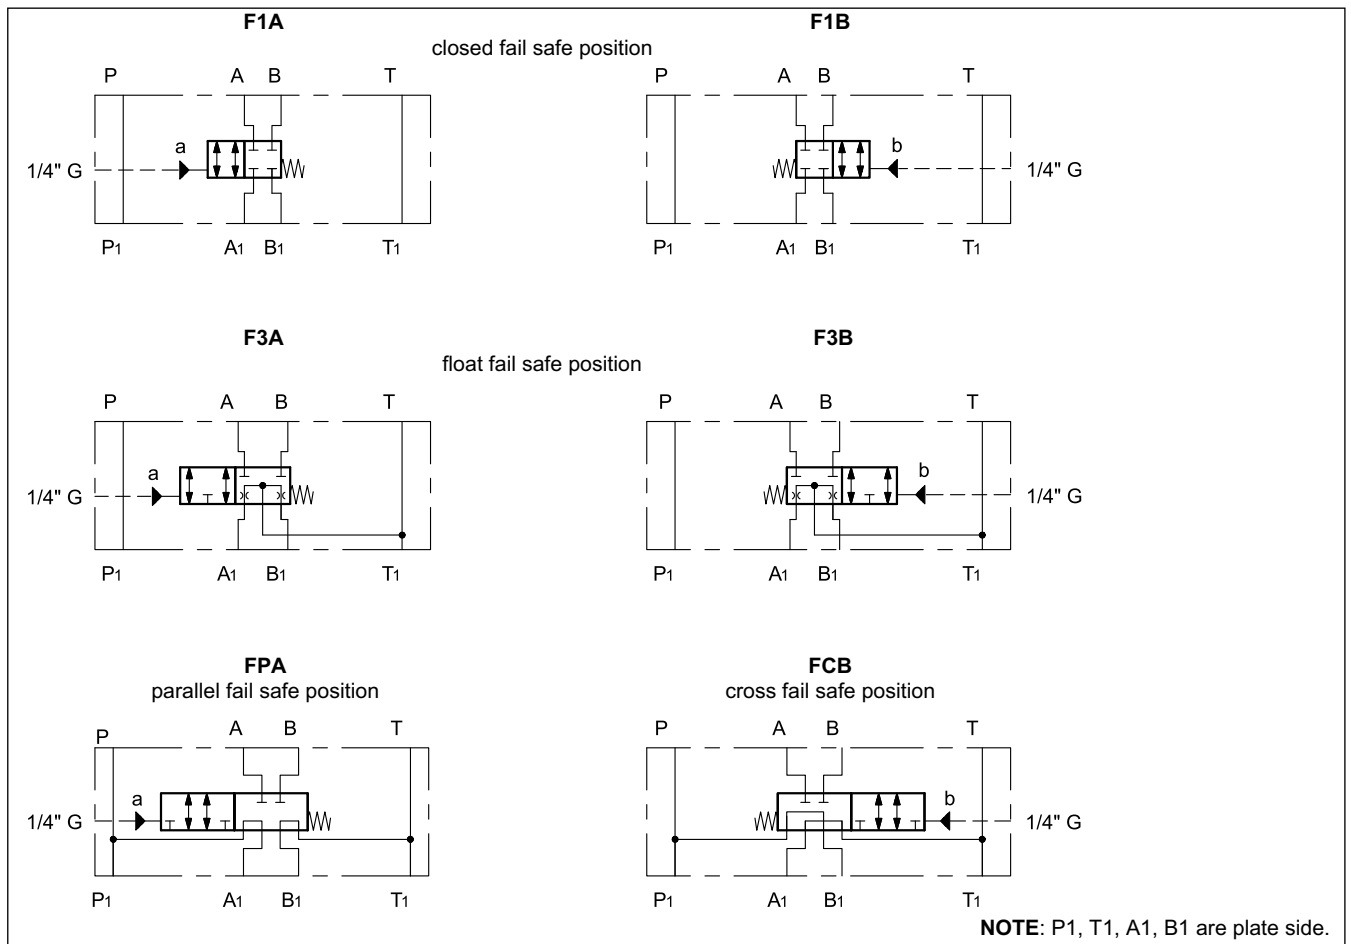 F1A F1B
closed fail safe position
P A B T P A B T
a b
1/4" G 1/4" G
P1 A1 B1 T1 P1 A1 B1 T1
F3A F3B
float fail safe position
P A B T P A B T
a b
1/4" G 1/4" G
P1 A1 B1 T1 P1 A1 B1 T1
FPA FCB
parallel fail safe position cross fail safe position
P A B T P A B T
a b
1/4" G 1/4" G
P1 A1 B1 T1 P1 A1 B1 T1
NOTE: P1, T1, A1, B1 are plate side.